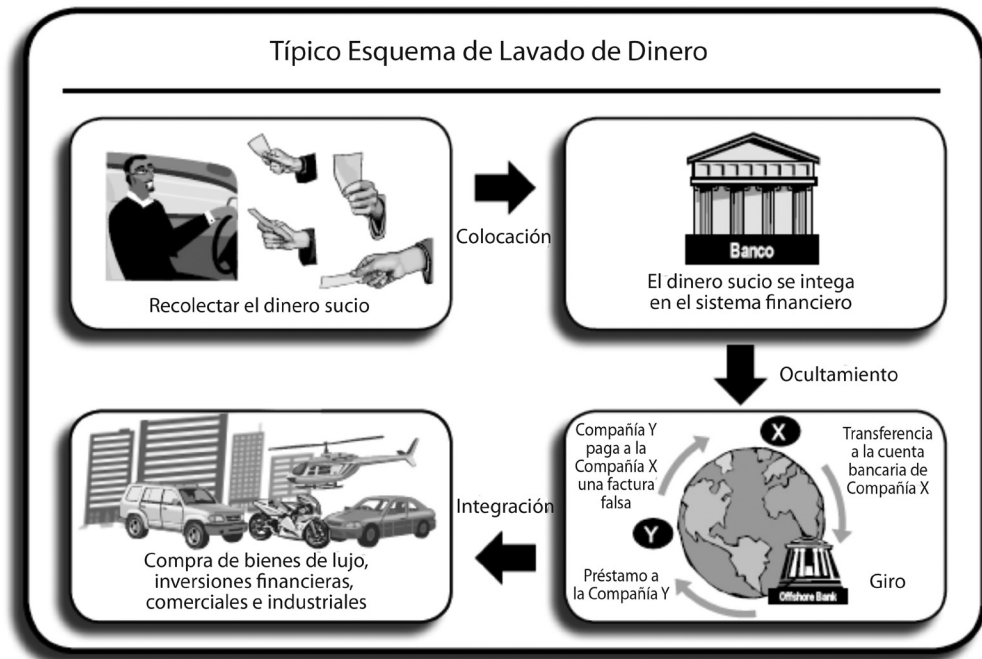 Típico Esquema de Lavado de Dinero
Recolectar el dinero sucio
Colocación
Banco
El dinero sucio se intega
en el sistema financiero
Ocultamiento
Compañía Y
paga a la
Compañía X
una factura
falsa
X
Transferencia
a la cuenta
bancaria de
Compañía X
Y
Préstamo a
la Compañía Y
Offshore Bank
Giro
Integración
Compra de bienes de lujo,
inversiones financieras,
comerciales e industriales